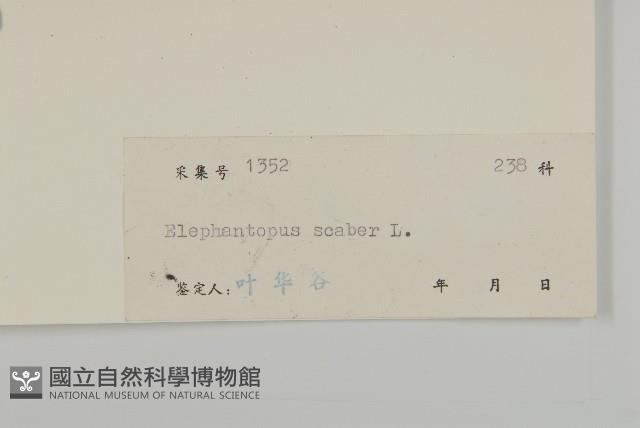 采集号 1352 238 科
Elephantopus scaber L.
鉴定人: 叶华谷 年 月 日
國立自然科學博物館
NATIONAL MUSEUM OF NATURAL SCIENCE